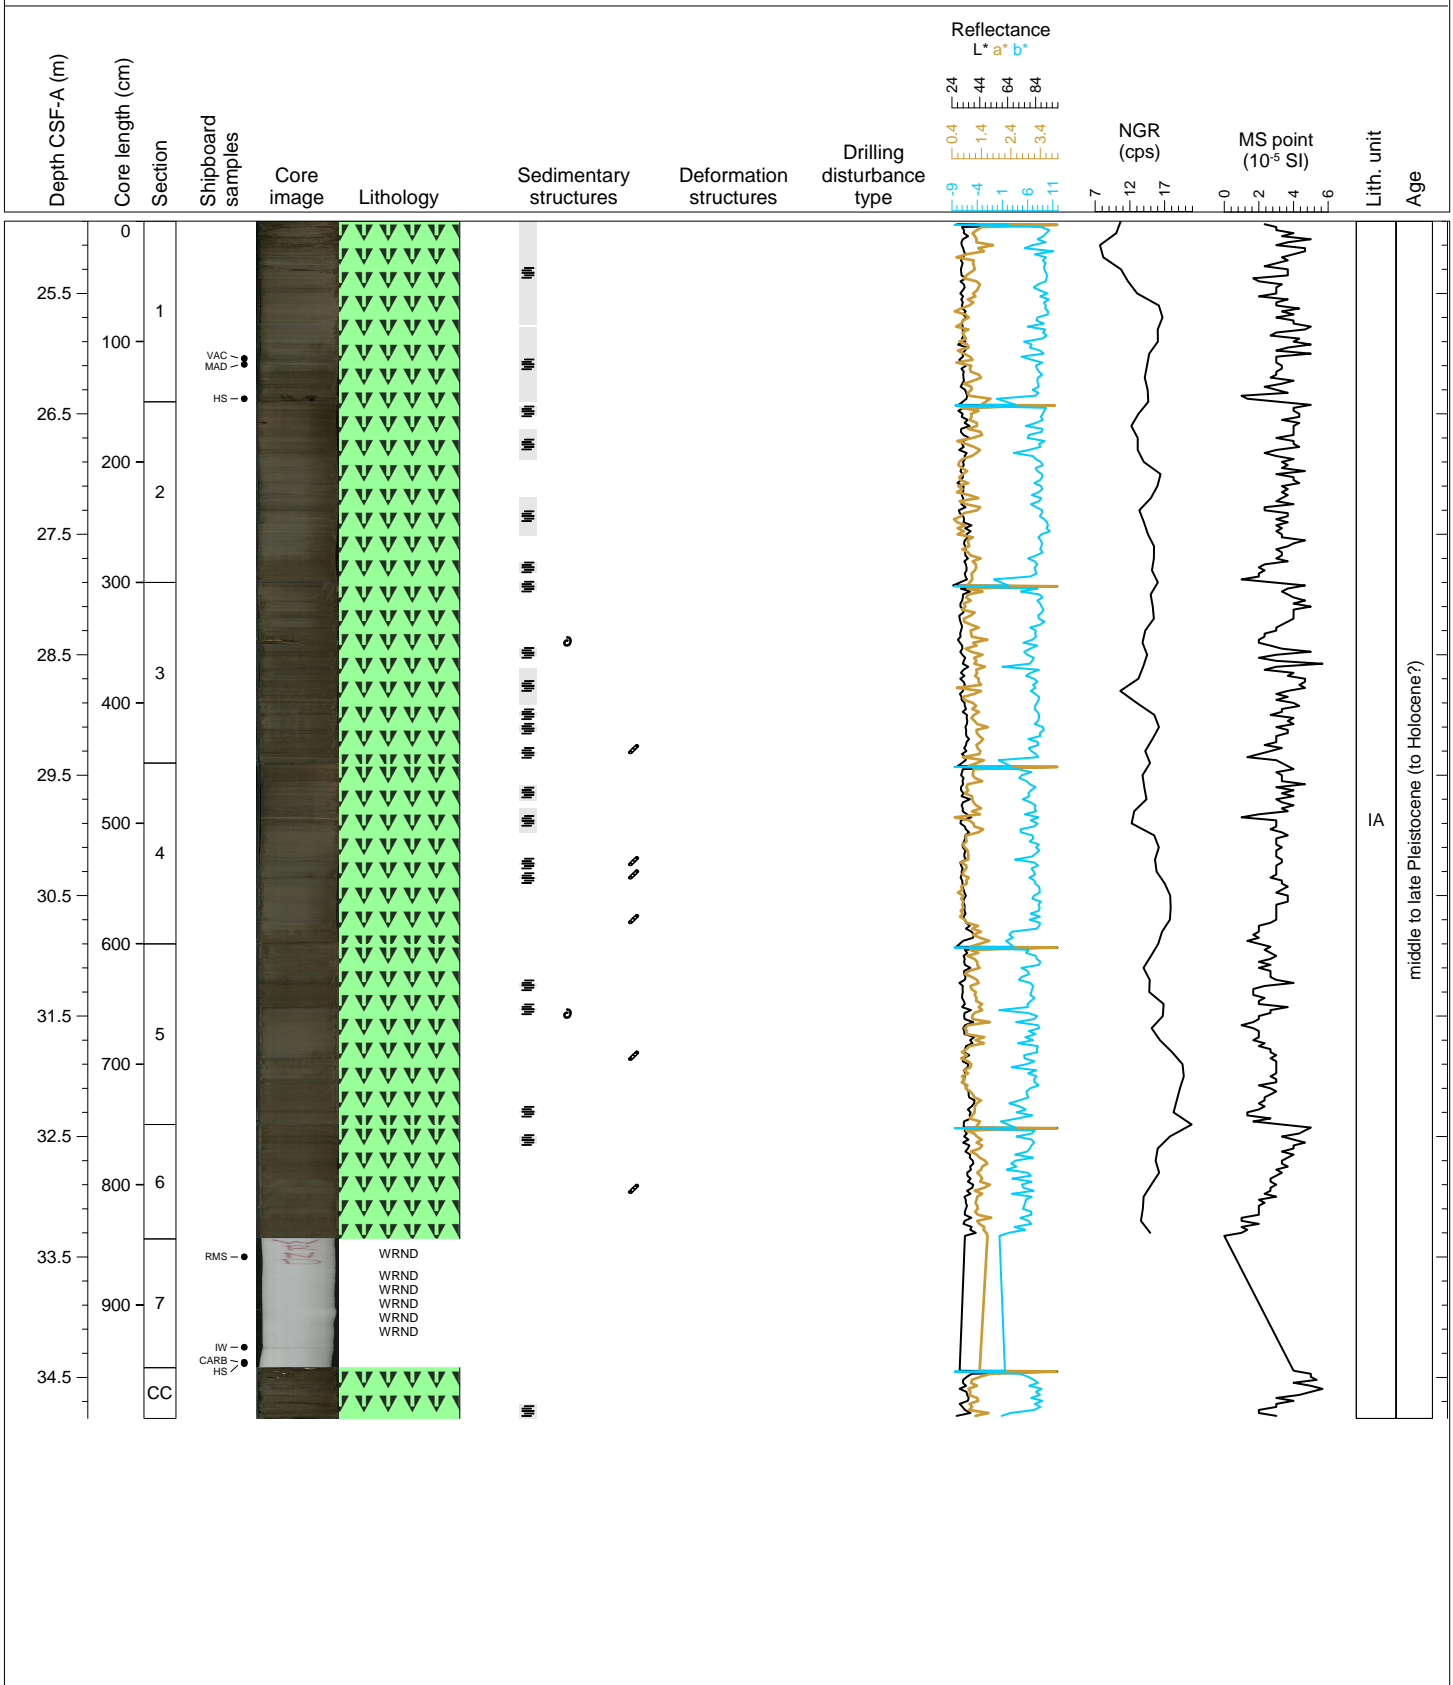 Reflectance
L* a* b*
24 44 64 84
0.4 1.4 2.4 3.4
-9 -4 1 6 11
NGR
(cps)
7 12 17
MS point
(10-5 SI)
0 2 4 6
Depth CSF-A (m)
Core length (cm)
Section
Shipboard
samples
Core
image
Lithology
Sedimentary
structures
Deformation
structures
Drilling
disturbance
type
Lith. unit
Age
0
25.5
1
100
VAC
MAD
HS
26.5
200
2
27.5
300
28.5
3
400
29.5
500
4
IA
middle to late Pleistocene (to Holocene?)
30.5
600
31.5
5
700
32.5
6
800
33.5
RMS
WRND
WRND
WRND
WRND
WRND
WRND
900
7
IW
CARB
HS
34.5
CC